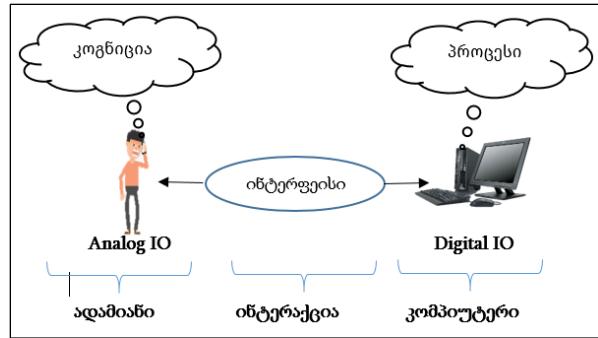 კოგნიცია
პროცესი
ინტერფეისი
Analog IO
Digital IO
ადამიანი
ინტერაქცია
კომპიუტერი